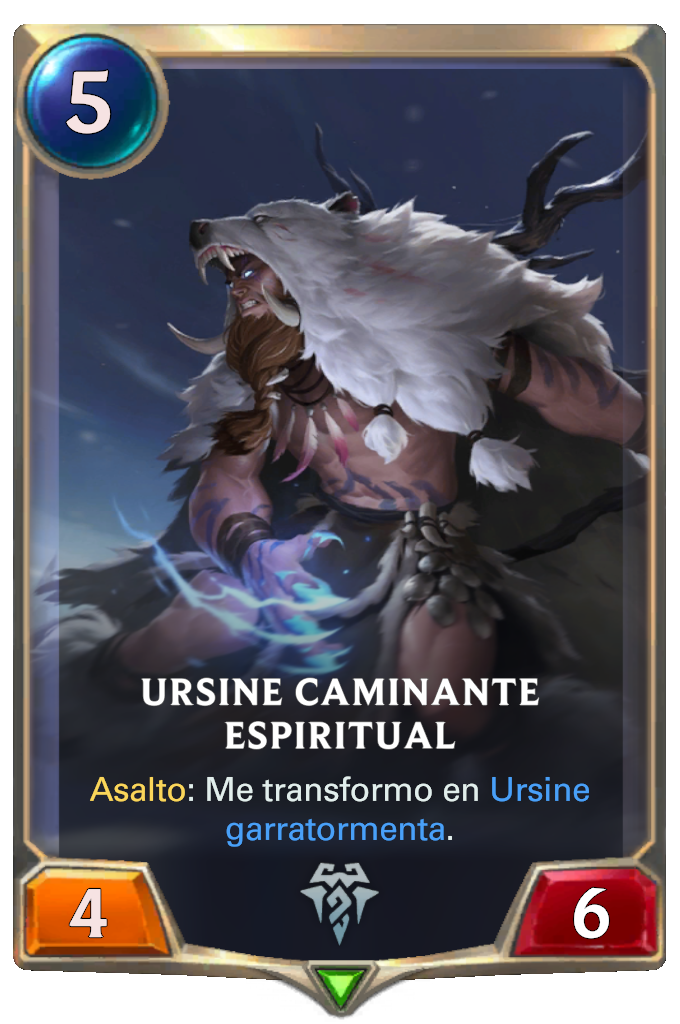 5
URSINE CAMINANTE
ESPIRITUAL
Asalto: Me transformo en Ursine
garratormenta.
4
6